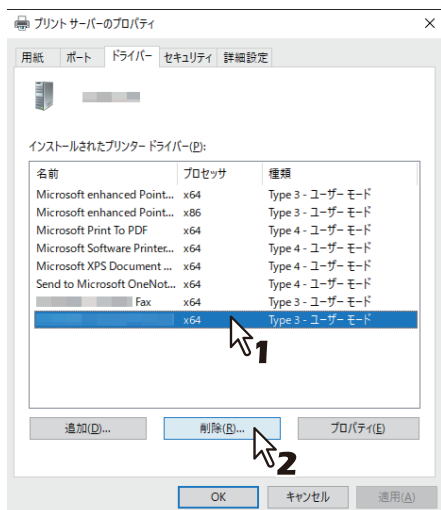 プリント サーバーのプロパティ
用紙 ポート ドライバー セキュリティ 詳細設定
インストールされたプリンター ドライバー(P):
名前 プロセッサ 種類
Microsoft enhanced Point... x64 Type 3 - ユーザー モード
Microsoft enhanced Point... x86 Type 3 - ユーザー モード
Microsoft Print To PDF x64 Type 4 - ユーザー モード
Microsoft Software Printer... x64 Type 4 - ユーザー モード
Microsoft XPS Document ... x64 Type 4 - ユーザー モード
Send to Microsoft OneNot... x64 Type 4 - ユーザー モード
Fax x64 Type 3 - ユーザー モード
x64 Type 3 - ユーザー モード
1
追加(D)... 削除(R)... プロパティ(E)
2
OK キャンセル 適用(A)